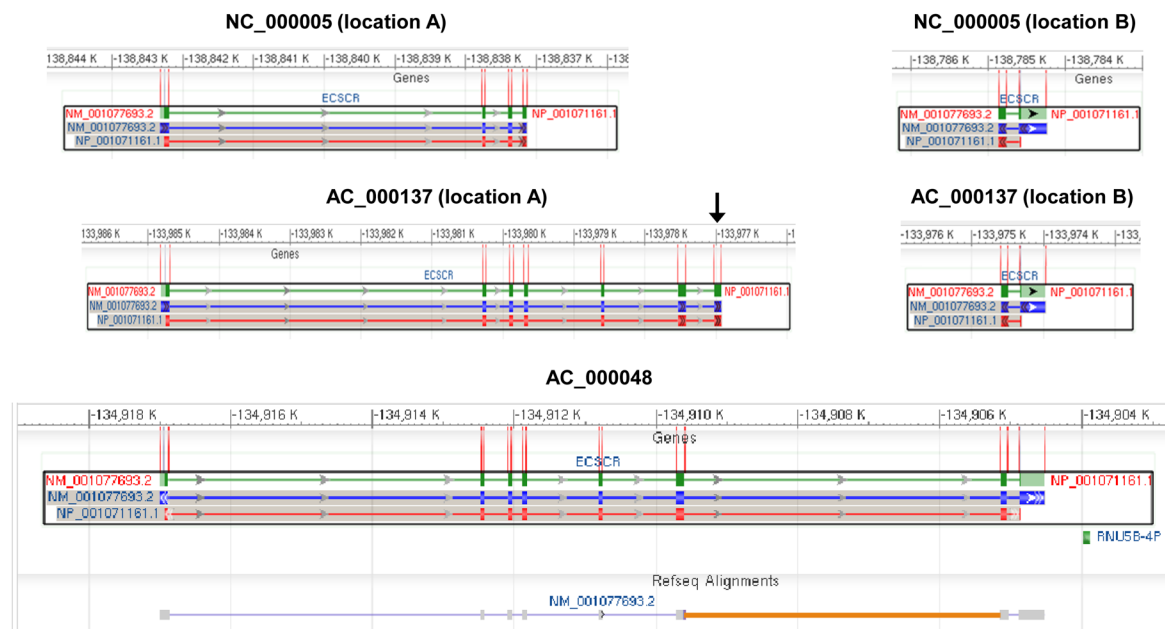 NC_000005 (location A)
NC_000005 (location B)
138,844 K -138,843 K -138,842 K -138,841 K -138,840 K -138,839 K -138,838 K -138,837 K -138
-138,786 K -138,785 K -138,784 K
Genes
Genes
ECSCR
ECSCR
NM_001077693.2 NP_001071161.1
NM_001077693.2 NP_001071161.1
NM_001077693.2
NM_001077693.2
NP_001071161.1
NP_001071161.1
AC_000137 (location A)
AC_000137 (location B)
133,986 K -133,985 K -133,984 K -133,983 K -133,982 K -133,981 K -133,980 K -133,979 K -133,978 K -133,977 K -1
-133,976 K -133,975 K -133,974 K -133,
Genes
ECSCR
ECSCR
NM_001077693.2 NP_001071161.1
NM_001077693.2 NP_001071161.1
NM_001077693.2
NM_001077693.2
NP_001071161.1
NP_001071161.1
AC_000048
-134,918 K -134,916 K -134,914 K -134,912 K -134,910 K -134,908 K -134,906 K -134,904 K
Genes
ECSCR
NM_001077693.2 NP_001071161.1
NM_001077693.2
NP_001071161.1
RNU5B-4P
Refseq Alignments
NM_001077693.2